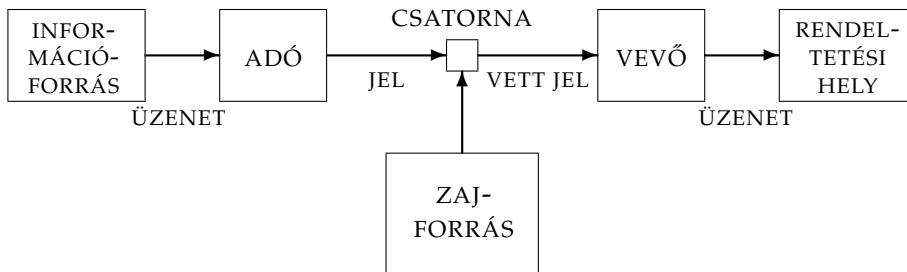 CSATORNA
INFOR-
MÁCIÓ-
FORRÁS
ADÓ
VEVŐ
RENDEL-
TETÉSI
HELY
ÜZENET
JEL
VETT JEL
ÜZENET
ZAJ-
FORRÁS